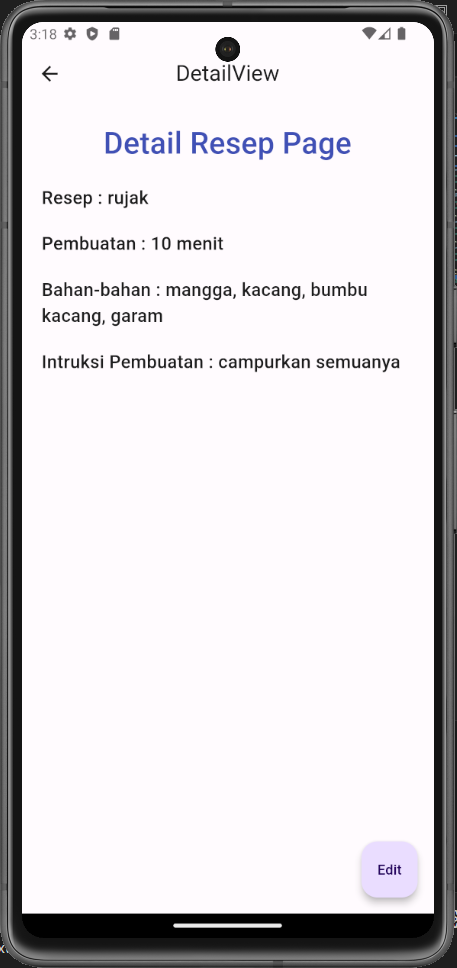 3:18
DetailView
Detail Resep Page
Resep : rujak
Pembuatan : 10 menit
Bahan-bahan : mangga, kacang, bumbu
kacang, garam
Intruksi Pembuatan : campurkan semuanya
Edit